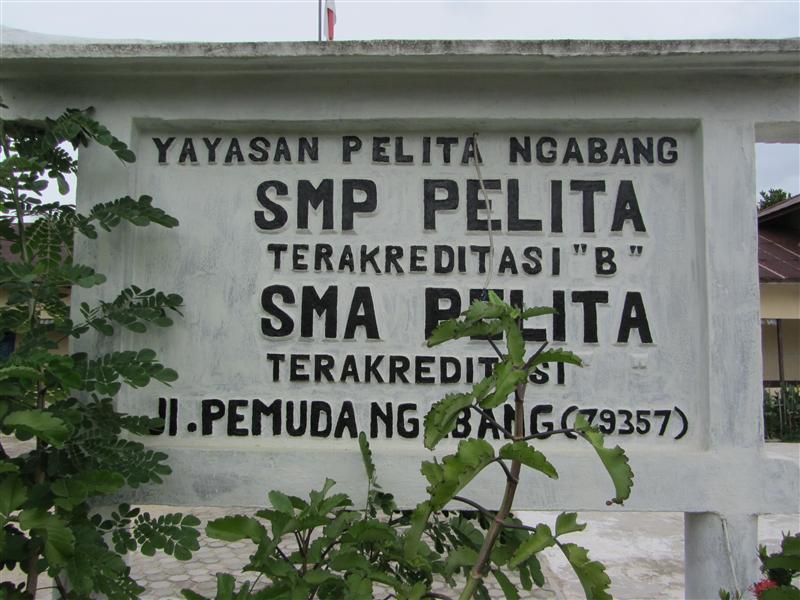 YAYASAN PELITA NGABANG
SMP PELITA
TERAKREDITASI "B"
SMA PELITA
TERAKREDITASI
Jl. PEMUDA NGABANG (79357)